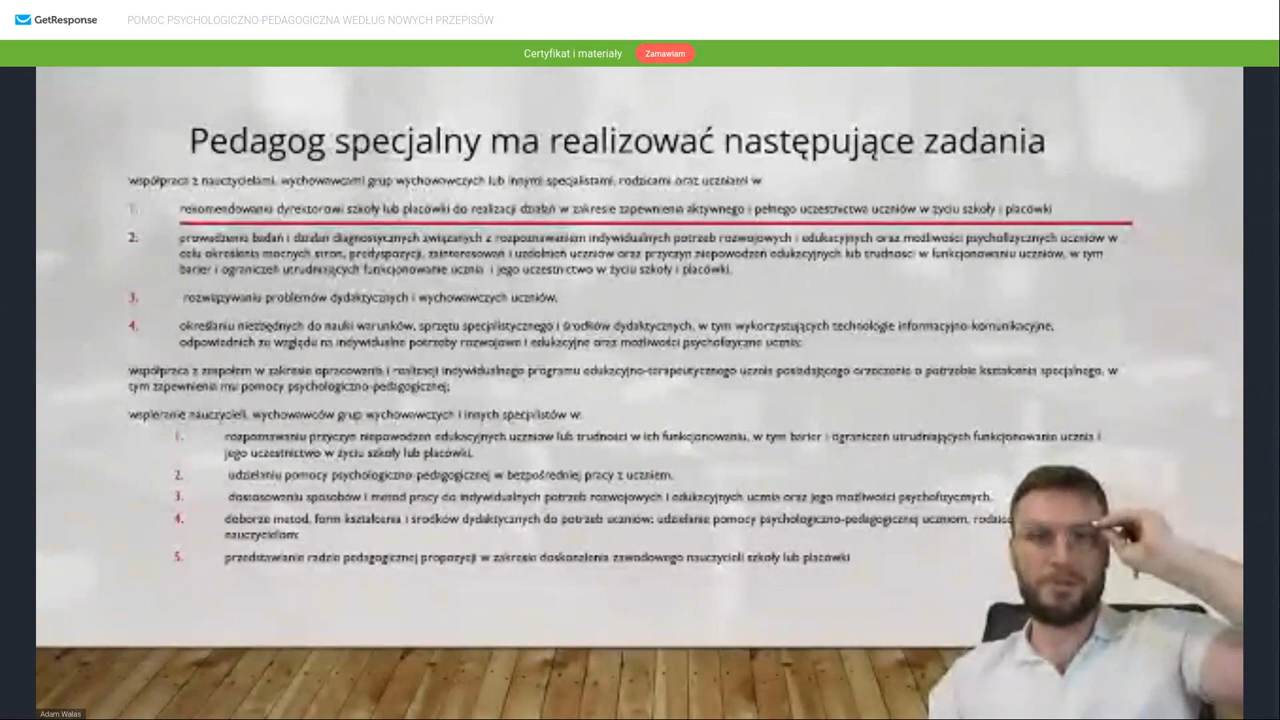 GetResponse
POMOC PSYCHOLOGICZNO-PEDAGOGICZNA WEDŁUG NOWYCH PRZEPISÓW
Certyfikat i materiały
Zamawiam
Pedagog specjalny ma realizować następujące zadania
współpraca z nauczycielami, wychowawcami grup wychowawczych lub innymi specjalistami, rodzicami oraz uczniami w
1. rekomendowaniu dyrektorowi szkoły lub placówki do realizacji działań w zakresie zapewnienia aktywnego i pełnego uczestnictwa uczniów w życiu szkoły i placówki
2. prowadzeniu badań i działań diagnostycznych związanych z rozpoznawaniem indywidualnych potrzeb rozwojowych i edukacyjnych oraz możliwości psychofizycznych uczniów w
celu określenia mocnych stron, predyspozycji, zainteresowań i uzdolnień uczniów oraz przyczyn niepowodzeń edukacyjnych lub trudności w funkcjonowaniu uczniów, w tym
barier i ograniczeń utrudniających funkcjonowanie ucznia i jego uczestnictwo w życiu szkoły i placówki,
3. rozwiązywaniu problemów dydaktycznych i wychowawczych uczniów,
4. określaniu niezbędnych do nauki warunków, sprzętu specjalistycznego i środków dydaktycznych, w tym wykorzystujących technologie informacyjno-komunikacyjne,
odpowiednich ze względu na indywidualne potrzeby rozwojowe i edukacyjne oraz możliwości psychofizyczne ucznia;
współpraca z zespołem w zakresie opracowania i realizacji indywidualnego programu edukacyjno-terapeutycznego ucznia posiadającego orzeczenie o potrzebie kształcenia specjalnego, w
tym zapewnienia mu pomocy psychologiczno-pedagogicznej;
wspieranie nauczycieli, wychowawców grup wychowawczych i innych specjalistów w:
1. rozpoznawaniu przyczyn niepowodzeń edukacyjnych uczniów lub trudności w ich funkcjonowaniu, w tym barier i ograniczeń utrudniających funkcjonowanie ucznia i
jego uczestnictwo w życiu szkoły lub placówki,
2. udzielaniu pomocy psychologiczno-pedagogicznej w bezpośredniej pracy z uczniem,
3. dostosowaniu sposobów i metod pracy do indywidualnych potrzeb rozwojowych i edukacyjnych ucznia oraz jego możliwości psychofizycznych,
4. doborze metod, form kształcenia i środków dydaktycznych do potrzeb uczniów; udzielanie pomocy psychologiczno-pedagogicznej uczniom,
nauczycielom;
5. przedstawianie radzie pedagogicznej propozycji w zakresie doskonalenia zawodowego nauczycieli szkoły lub placówki
Adam Walas